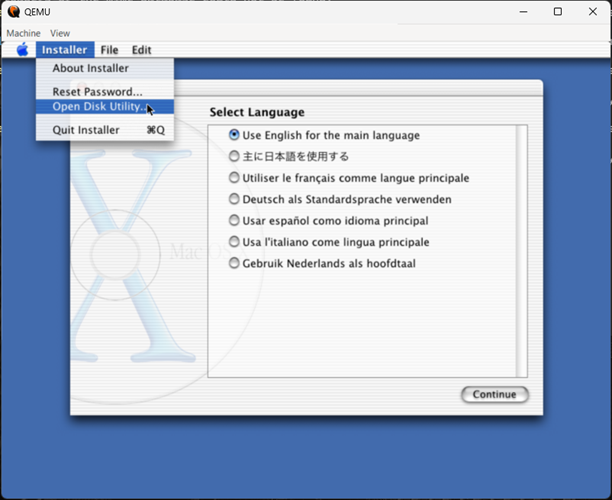 QEMU
Machine View
Installer File Edit
About Installer
Reset Password...
Open Disk Utility...
Quit Installer ⌘Q
Select Language
Use English for the main language
主に日本語を使用する
Utiliser le français comme langue principale
Deutsch als Standardsprache verwenden
Usar español como idioma principal
Usa l'italiano come lingua principale
Gebruik Nederlands als hoofdtaal
Mac OS
Continue